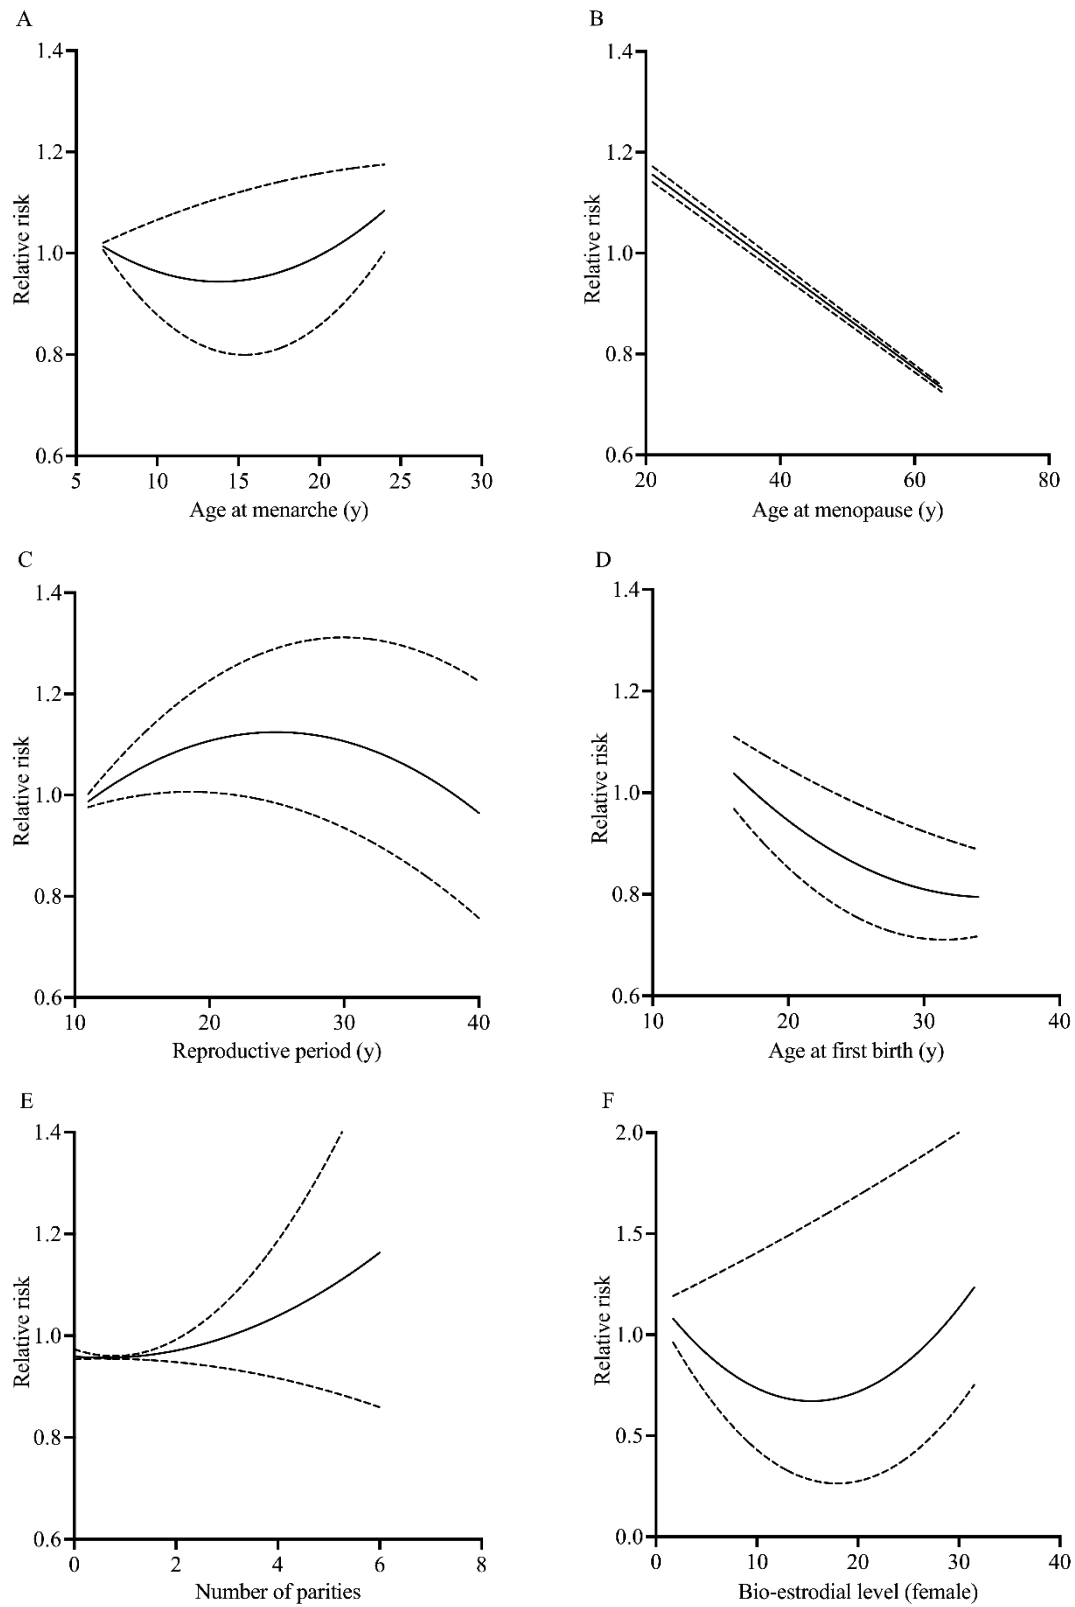 A
1.4
1.2
1.0
0.8
0.6
Relative risk
5 10 15 20 25 30
Age at menarche (y)
B
1.4
1.2
1.0
0.8
0.6
Relative risk
20 40 60 80
Age at menopause (y)
C
1.4
1.2
1.0
0.8
0.6
Relative risk
10 20 30 40
Reproductive period (y)
D
1.4
1.2
1.0
0.8
0.6
Relative risk
10 20 30 40
Age at first birth (y)
E
1.4
1.2
1.0
0.8
0.6
Relative risk
0 2 4 6 8
Number of parities
F
2.0
1.5
1.0
0.5
0.0
Relative risk
0 10 20 30 40
Bio-estrodial level (female)